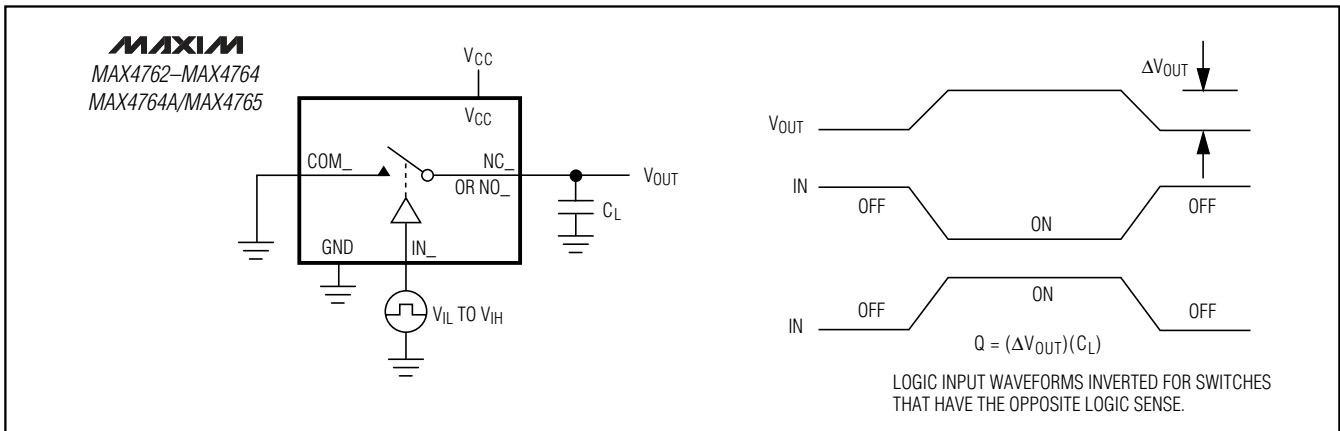 MAXIM
MAX4762–MAX4764
MAX4764A/MAX4765
VCC
VCC
COM_
NC_
OR NO_
VOUT
CL
GND
IN_
VIL TO VIH
ΔVOUT
VOUT
IN
OFF
ON
OFF
IN
OFF
ON
OFF
Q = (ΔVOUT)(CL)
LOGIC INPUT WAVEFORMS INVERTED FOR SWITCHES
THAT HAVE THE OPPOSITE LOGIC SENSE.